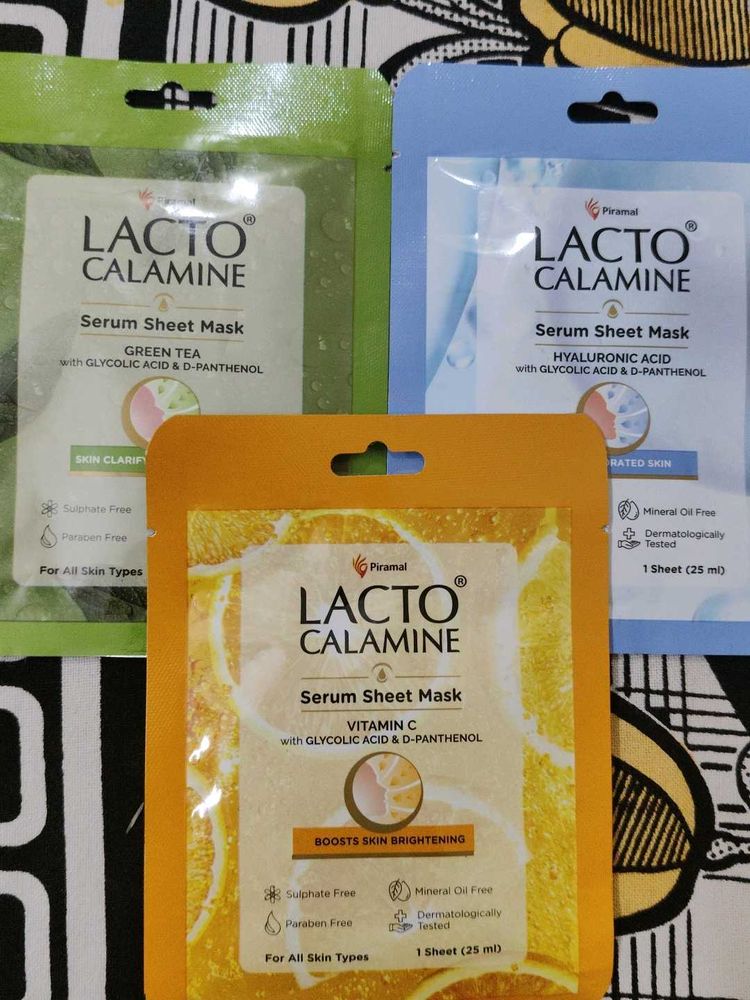 Piramal
LACTO®
CALAMINE
Serum Sheet Mask
GREEN TEA
with GLYCOLIC ACID & D-PANTHENOL
SKIN
Sulphate Free
Paraben Free
For All Skin Types
Piramal
LACTO®
CALAMINE
Serum Sheet Mask
HYALURONIC ACID
with GLYCOLIC ACID & D-PANTHENOL
SKIN
Mineral Oil Free
Dermatologically
Tested
1 Sheet (25 ml)
Piramal
LACTO®
CALAMINE
Serum Sheet Mask
VITAMIN C
with GLYCOLIC ACID & D-PANTHENOL
BOOSTS SKIN BRIGHTENING
Sulphate Free
Mineral Oil Free
Paraben Free
Dermatologically
Tested
For All Skin Types
1 Sheet (25 ml)